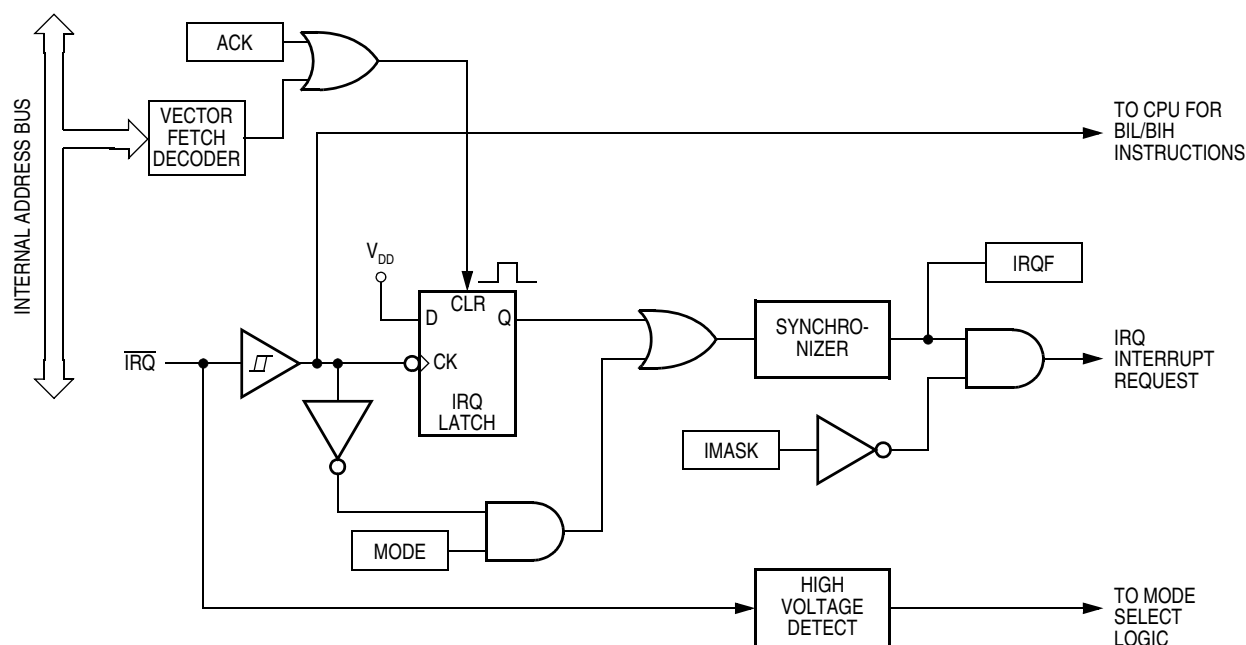 INTERNAL ADDRESS BUS
ACK
VECTOR
FETCH
DECODER
TO CPU FOR
BIL/BIH
INSTRUCTIONS
VDD
CLR
D
Q
CK
IRQ
LATCH
IRQ
SYNCHRO-
NIZER
IRQF
IRQ
INTERRUPT
REQUEST
IMASK
MODE
HIGH
VOLTAGE
DETECT
TO MODE
SELECT
LOGIC